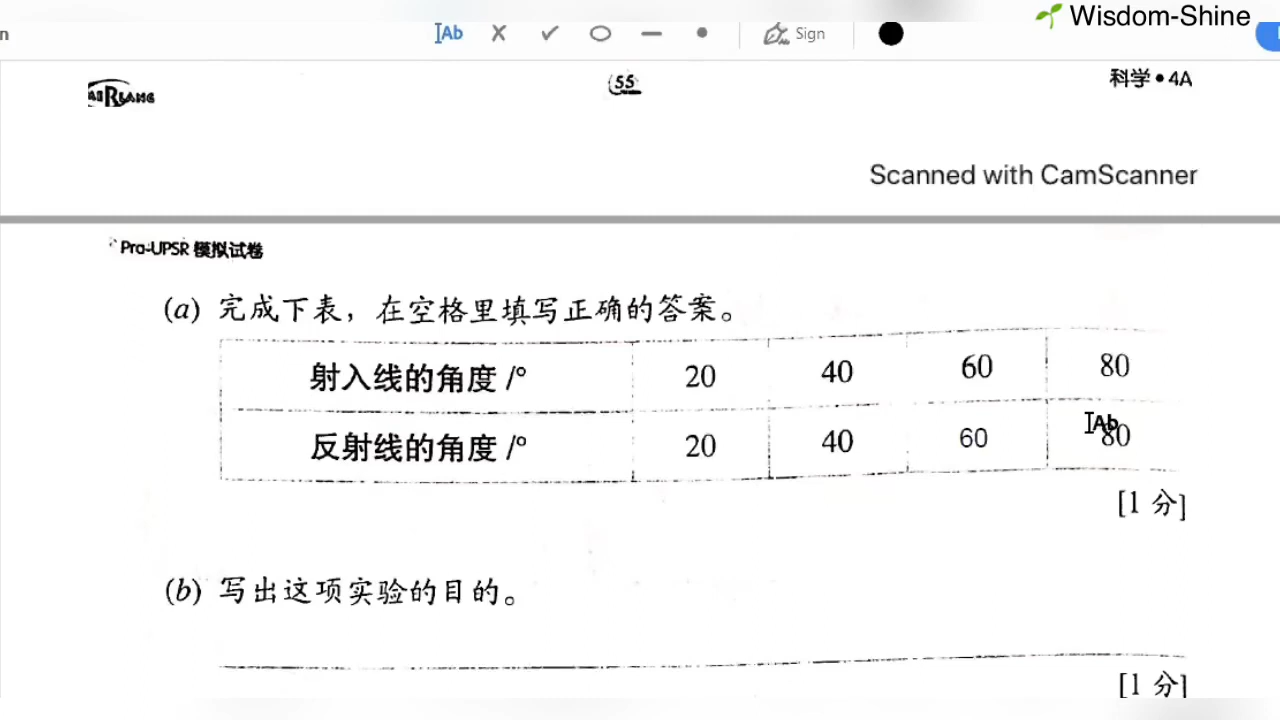 Wisdom-Shine
n
Ab
Sign
55
科学•4A
Scanned with CamScanner
Pra-UPSR 模拟试卷
(a) 完成下表，在空格里填写正确的答案。
射入线的角度 /° 20 40 60 80
反射线的角度 /° 20 40 60 80
Ab
[1 分]
(b) 写出这项实验的目的。
[1 分]